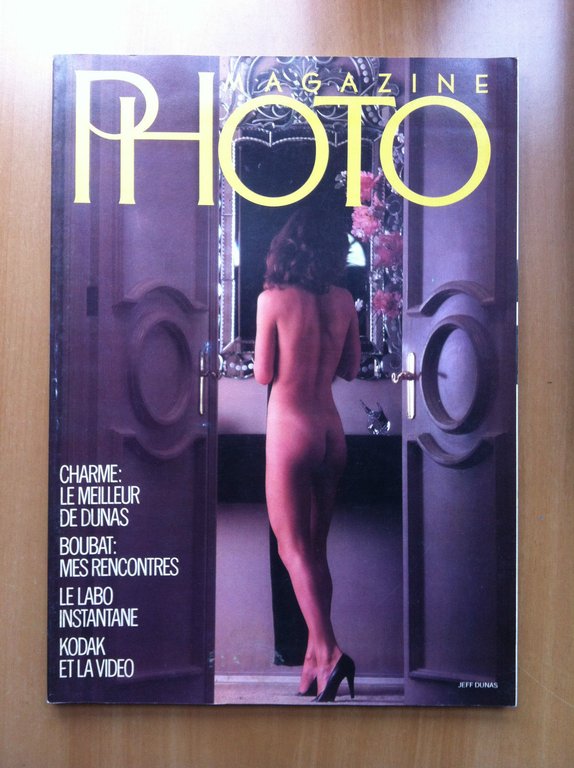 MAGAZINE
PHOTO
CHARME:
LE MEILLEUR
DE DUNAS
BOUBAT:
MES RENCONTRES
LE LABO
INSTANTANE
KODAK
ET LA VIDEO
JEFF DUNAS